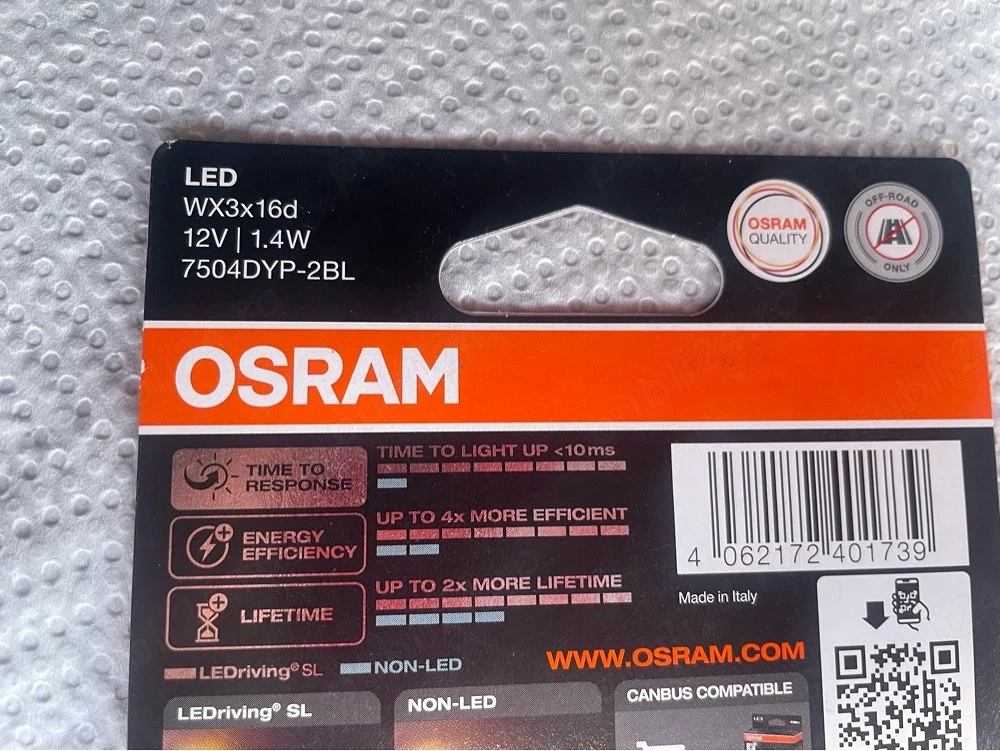 LED
WX3x16d
12V | 1.4W
7504DYP-2BL
OSRAM
QUALITY
OFF-ROAD
ONLY
OSRAM
TIME TO
RESPONSE
TIME TO LIGHT UP <10ms
ENERGY
EFFICIENCY
UP TO 4x MORE EFFICIENT
LIFETIME
UP TO 2x MORE LIFETIME
LEDriving® SL
NON-LED
4 062172 401739
Made in Italy
WWW.OSRAM.COM
LEDriving® SL
NON-LED
CANBUS COMPATIBLE
OSRAM